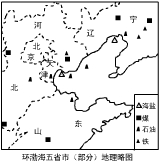 河
辽
宁
北
京
天
津
北
山
东
海盐
煤
石油
铁
环渤海五省市（部分）地理略图